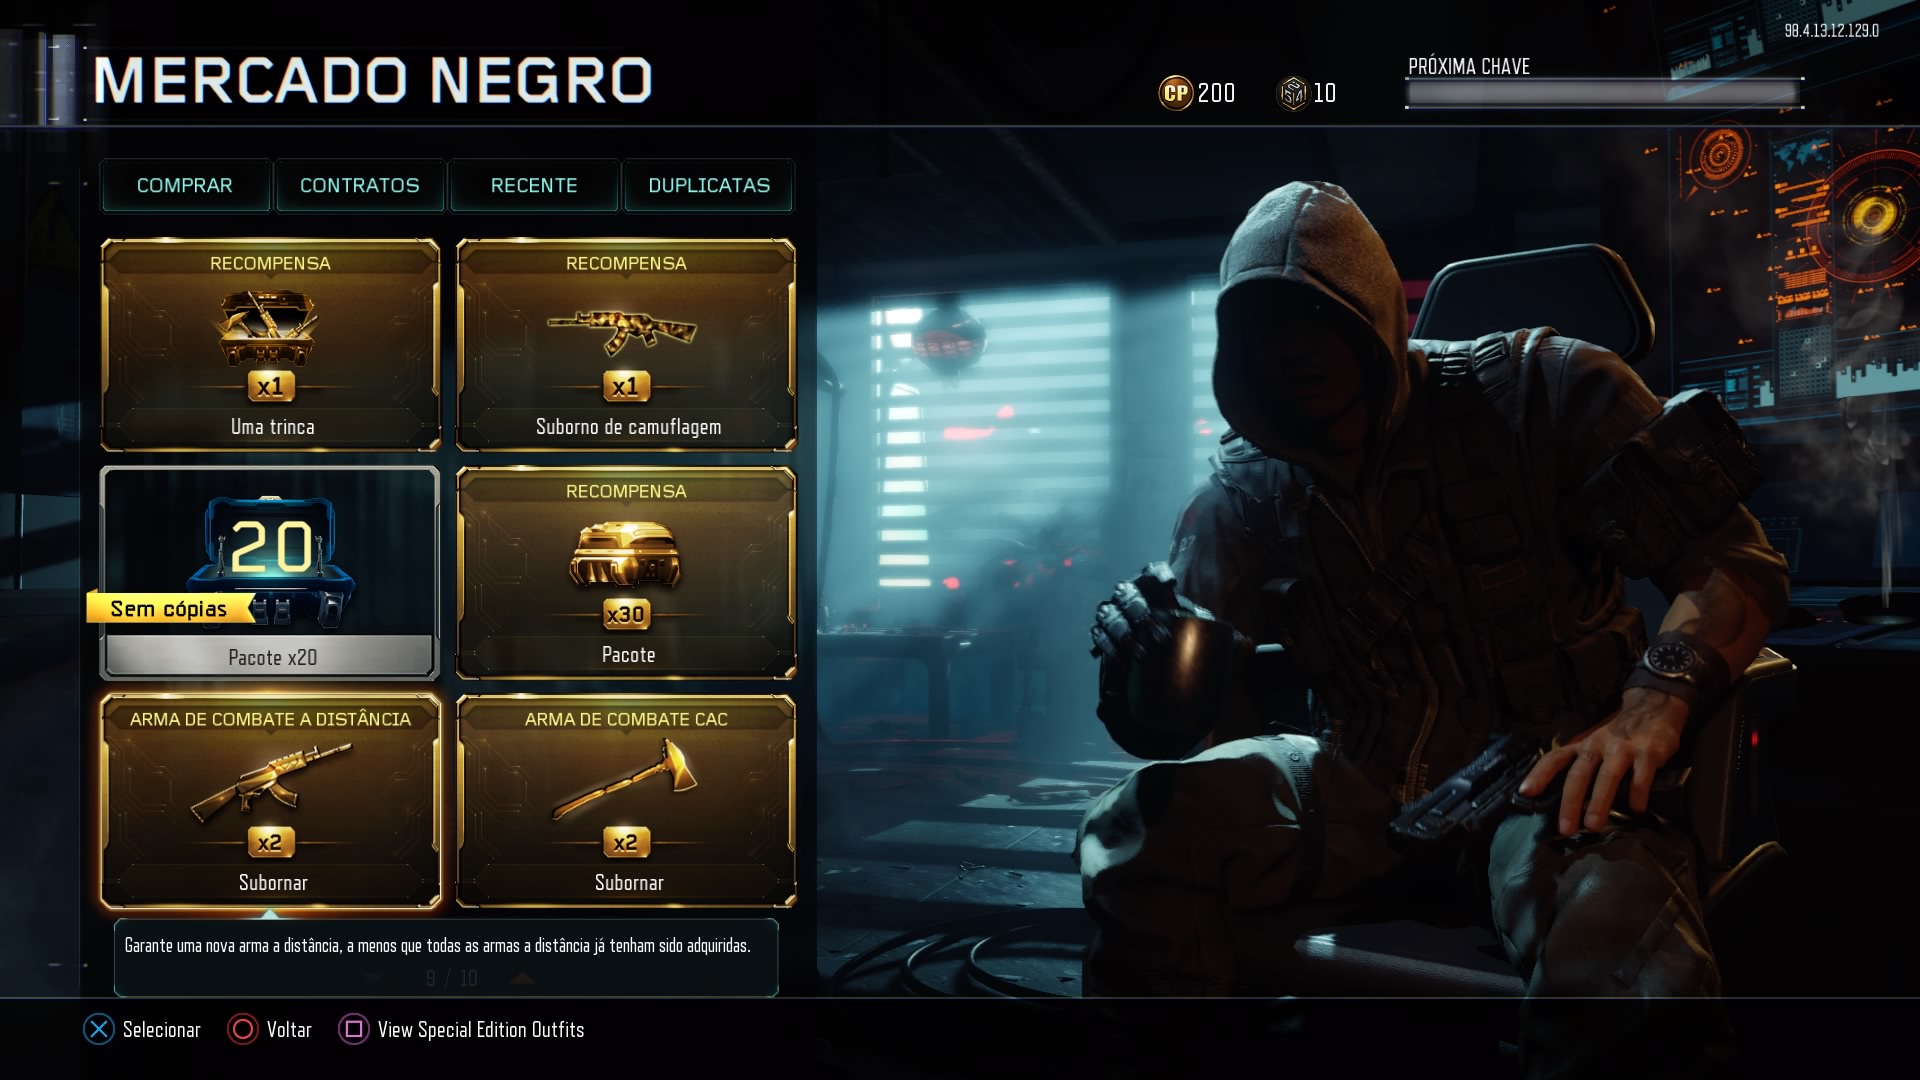 98.4.13.12.129.0
MERCADO NEGRO
CP 200
10
PRÓXIMA CHAVE
COMPRAR
CONTRATOS
RECENTE
DUPLICATAS
RECOMPENSA
x1
Uma trinca
RECOMPENSA
x1
Suborno de camuflagem
20
Sem cópias
Pacote x20
RECOMPENSA
x30
Pacote
ARMA DE COMBATE A DISTÂNCIA
x2
Subornar
ARMA DE COMBATE CAC
x2
Subornar
Garante uma nova arma a distância, a menos que todas as armas a distância já tenham sido adquiridas.
9 / 10
Selecionar
Voltar
View Special Edition Outfits